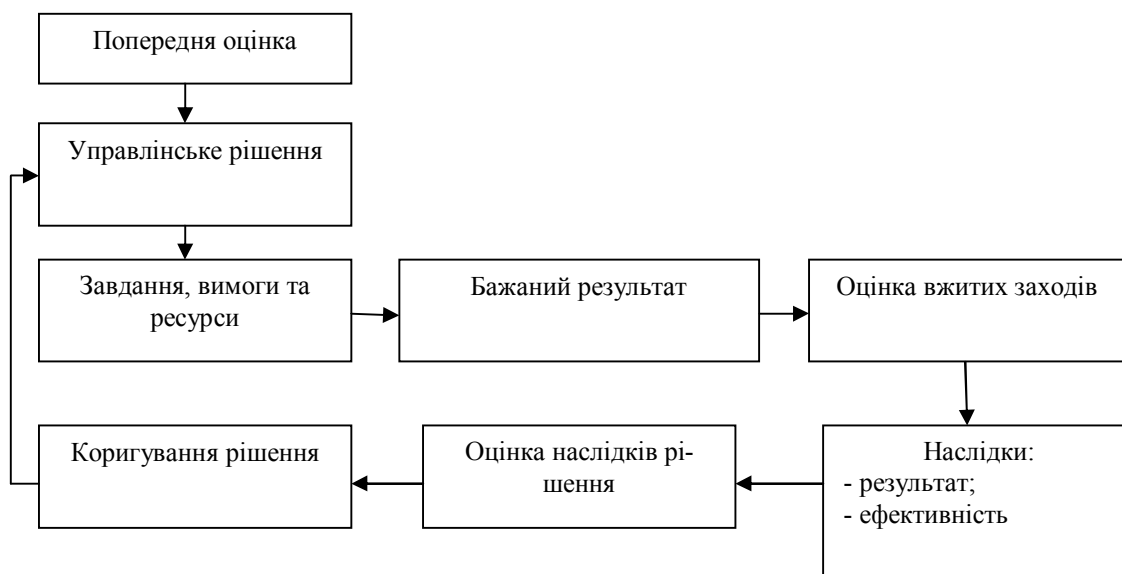 Попередня оцінка
Управлінське рішення
Завдання, вимоги та
ресурси
Бажаний результат
Оцінка вжитих заходів
Коригування рішення
Оцінка наслідків рі-
шення
Наслідки:
- результат;
- ефективність